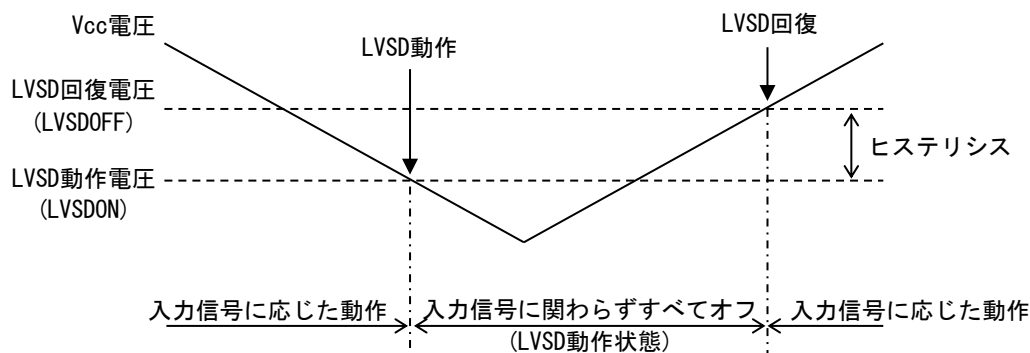 Vcc電圧
LVSD動作
LVSD回復
LVSD回復電圧
(LVSDOFF)
ヒステリシス
LVSD動作電圧
(LVSDON)
入力信号に応じた動作
入力信号に関わらずすべてオフ
(LVSD動作状態)
入力信号に応じた動作